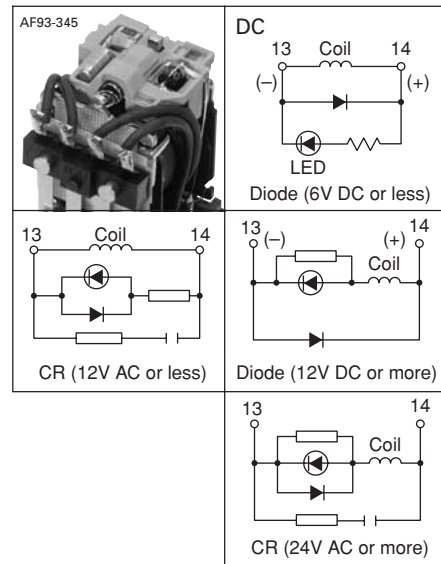 AF93-345
DC
13 Coil 14
(–) (+)
LED
Diode (6V DC or less)
13 Coil 14
CR (12V AC or less)
13 14
(–) (+)
Coil
Diode (12V DC or more)
13 14
Coil
CR (24V AC or more)